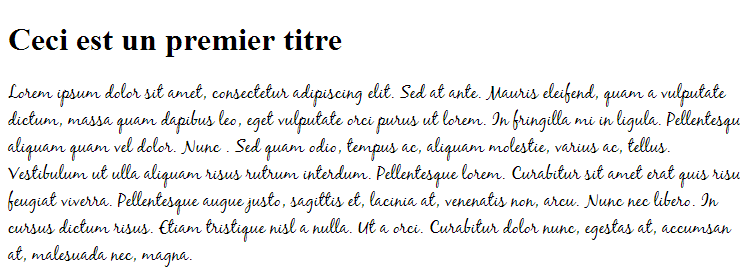 Ceci est un premier titre
Lorem ipsum dolor sit amet, consectetur adipiscing elit. Sed at ante. Mauris eleifend, quam a vulputate
dictum, massa quam dapibus leo, eget vulputate orci purus ut lorem. In fringilla mi in ligula. Pellentesqu
aliquam quam vel dolor. Nunc . Sed quam odio, tempus ac, aliquam molestie, varius ac, tellus.
Vestibulum ut ulla aliquam risus rutrum interdum. Pellentesque lorem. Curabitur sit amet erat quis risu
feugiat viverra. Pellentesque augue justo, sagittis et, lacinia at, venenatis non, arcu. Nunc nec libero. In
cursus dictum risus. Etiam tristique nisl a nulla. Ut a orci. Curabitur dolor nunc, egestas at, accumsan
at, malesuada nec, magna.